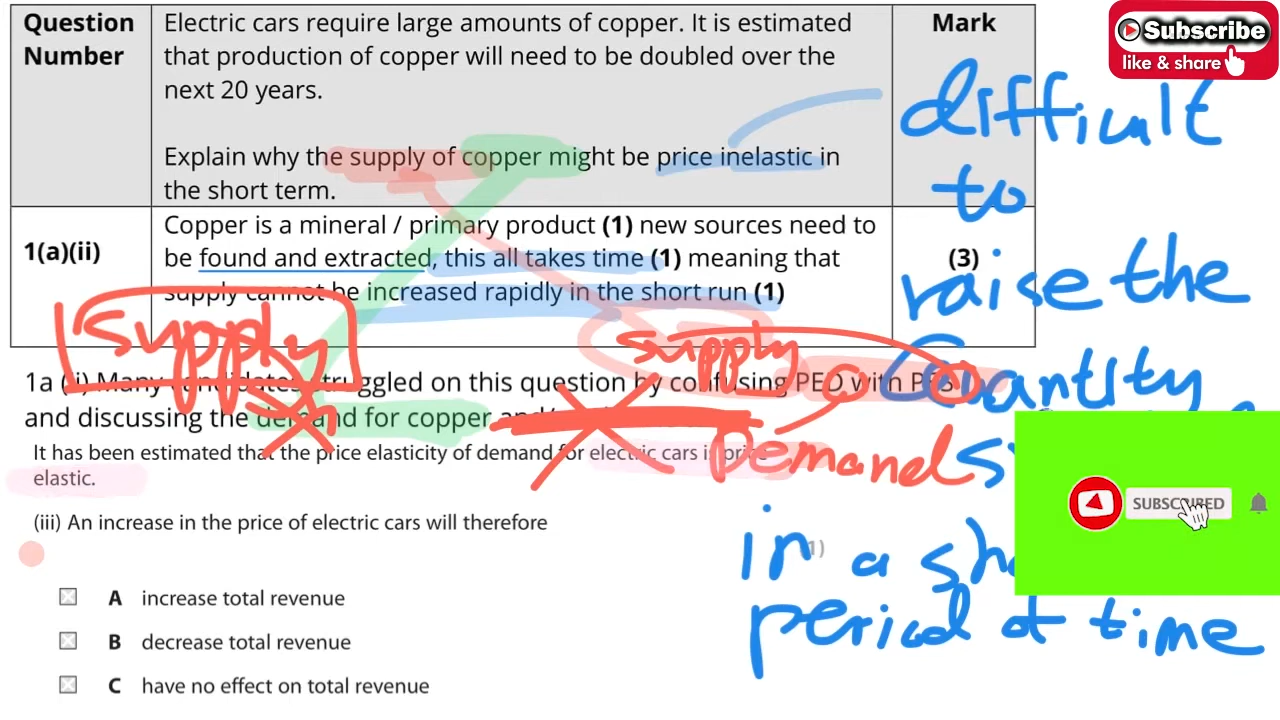 Question Number
Electric cars require large amounts of copper. It is estimated
that production of copper will need to be doubled over the
next 20 years.
Explain why the supply of copper might be price inelastic in
the short term.
Mark
Subscribe
like & share
difficult
to
raise the
Quantity
in a
period of time
1(a)(ii)
Copper is a mineral / primary product (1) new sources need to
be found and extracted, this all takes time (1) meaning that
supply cannot be increased rapidly in the short run (1)
(3)
supply
supply
Demand
1a (ii) Many candidates struggled on this question by confusing PED with PES
and discussing the demand for copper
It has been estimated that the price elasticity of demand for electric cars is price
elastic.
(iii) An increase in the price of electric cars will therefore
(1)
SUBSCRIBED
A increase total revenue
B decrease total revenue
C have no effect on total revenue